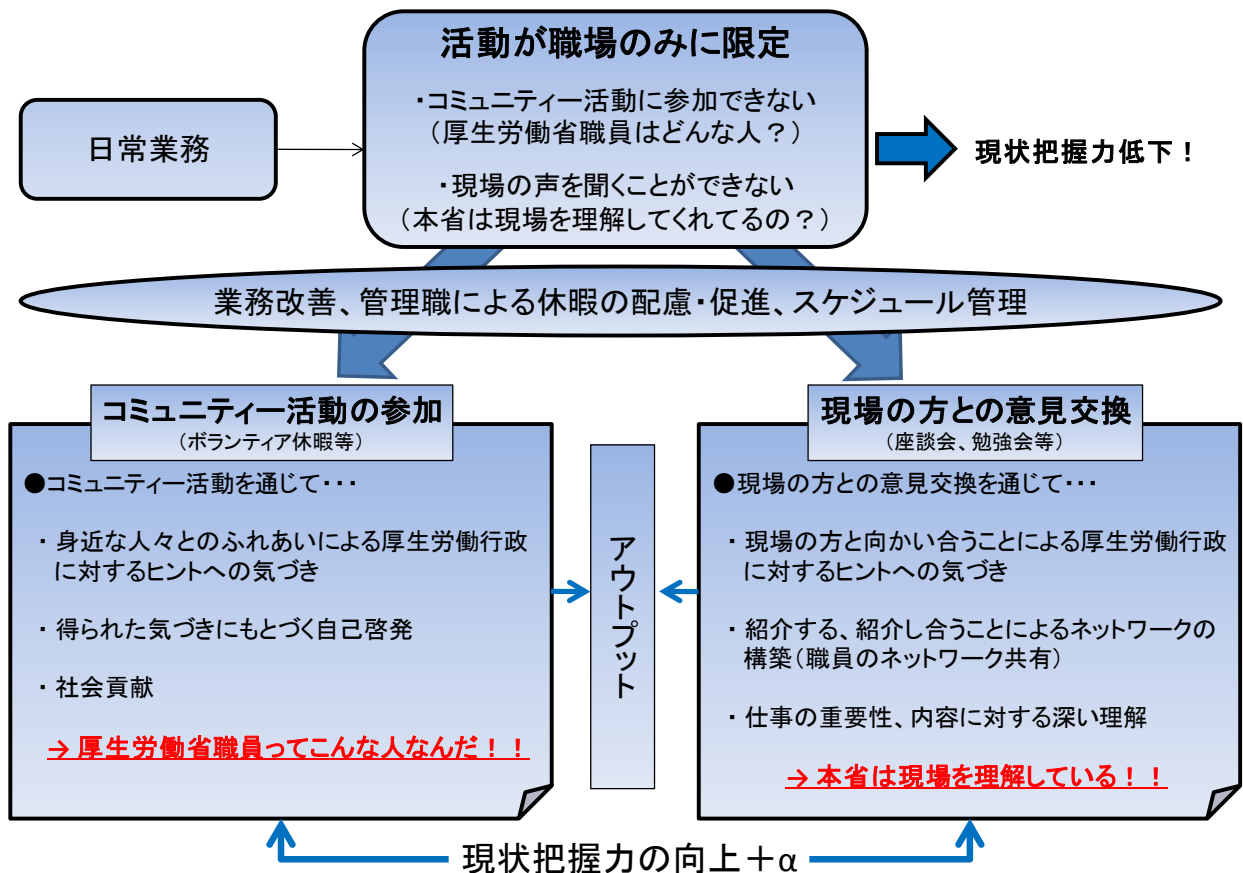 活動が職場のみに限定
・コミュニティー活動に参加できない
(厚生労働省職員はどんな人?)
・現場の声を聞くことができない
(本省は現場を理解してくれてるの?)
日常業務
現状把握力低下!
業務改善、管理職による休暇の配慮・促進、スケジュール管理
コミュニティー活動の参加
(ボランティア休暇等)
●コミュニティー活動を通じて・・・
・身近な人々とのふれあいによる厚生労働行政
に対するヒントへの気づき
・得られた気づきにもとづく自己啓発
・社会貢献
→厚生労働省職員ってこんな人なんだ!!
アウトプット
現場の方との意見交換
(座談会、勉強会等)
●現場の方との意見交換を通じて・・・
・現場の方と向かい合うことによる厚生労働行政
に対するヒントへの気づき
・紹介する、紹介し合うことによるネットワークの
構築(職員のネットワーク共有)
・仕事の重要性、内容に対する深い理解
→本省は現場を理解している!!
現状把握力の向上+α